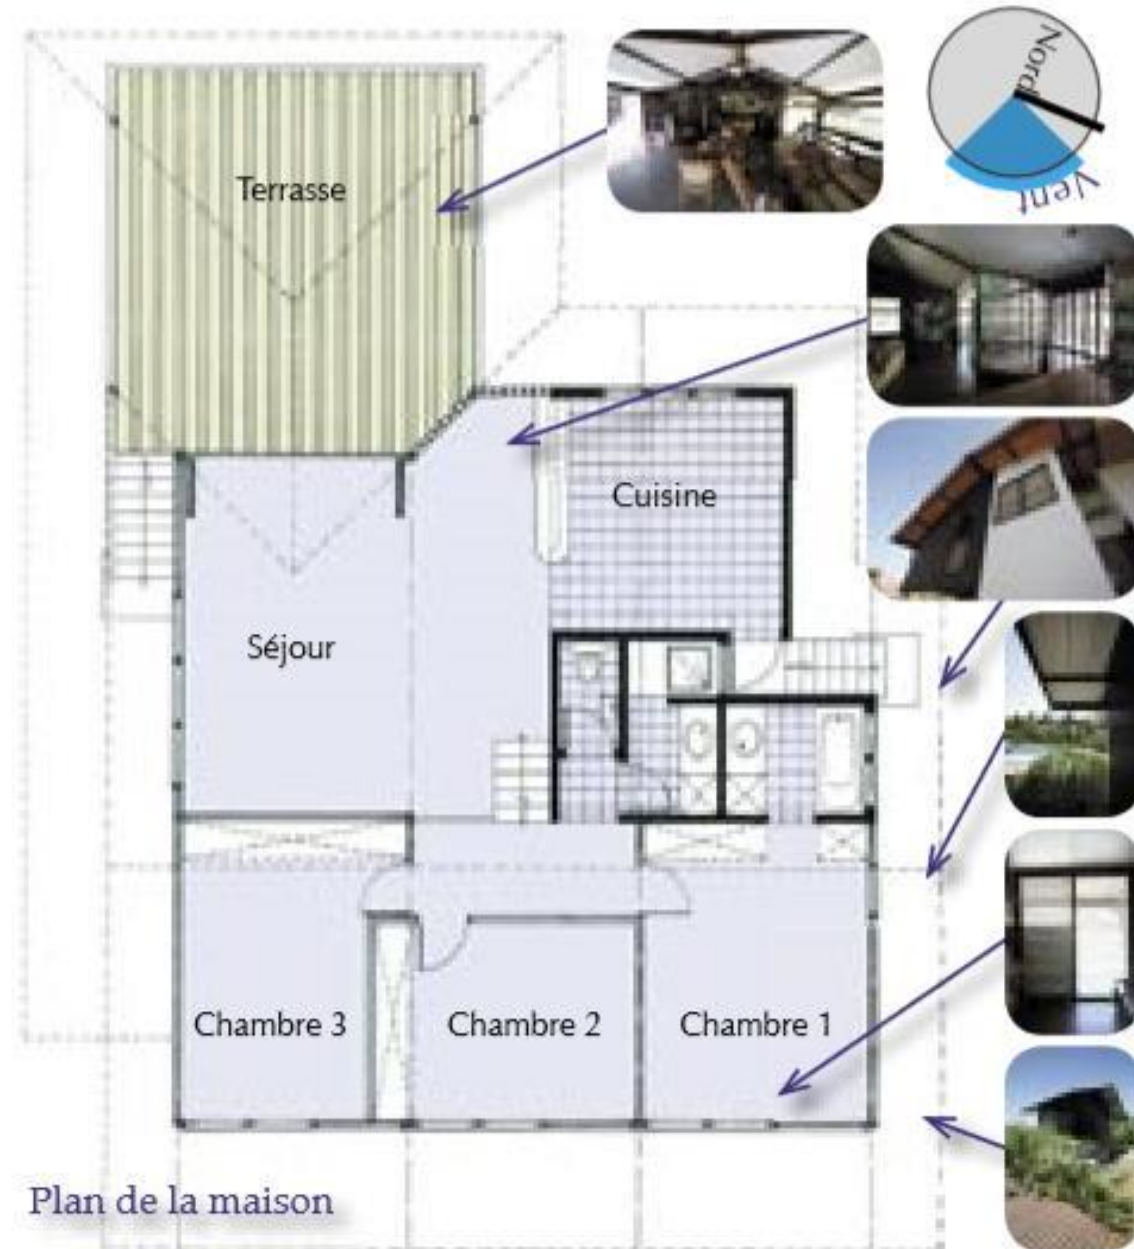 Nord
Vent
Terrasse
Cuisine
Séjour
Chambre 3
Chambre 2
Chambre 1
Plan de la maison